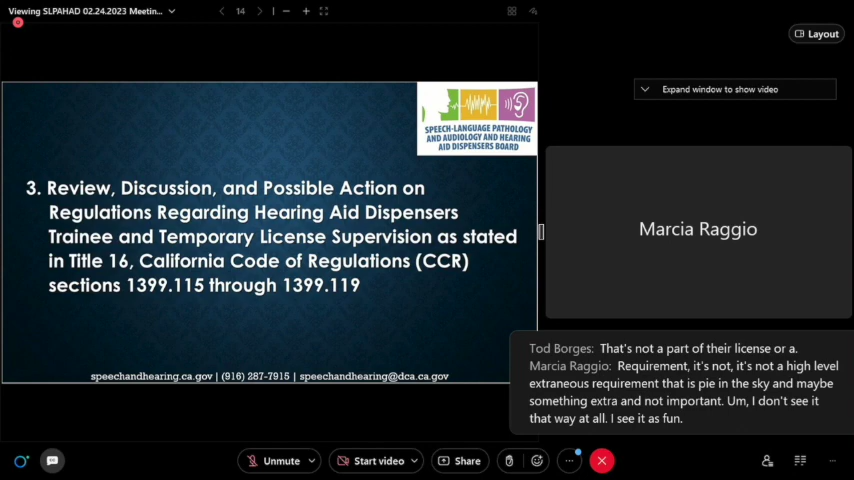 Viewing SLPAHAD 02.24.2023 Meetin...
14
Layout
Expand window to show video
SPEECH-LANGUAGE PATHOLOGY
AND AUDIOLOGY AND HEARING
AID DISPENSERS BOARD
3. Review, Discussion, and Possible Action on
Regulations Regarding Hearing Aid Dispensers
Trainee and Temporary License Supervision as stated
in Title 16, California Code of Regulations (CCR)
sections 1399.115 through 1399.119
speechandhearing.ca.gov | (916) 287-7915 | speechandhearing@dca.ca.gov
Marcia Raggio
Tod Borges: That's not a part of their license or a.
Marcia Raggio: Requirement, it's not, it's not a high level
extraneous requirement that is pie in the sky and maybe
something extra and not important. Um, I don't see it
that way at all. I see it as fun.
Unmute
Start video
Share